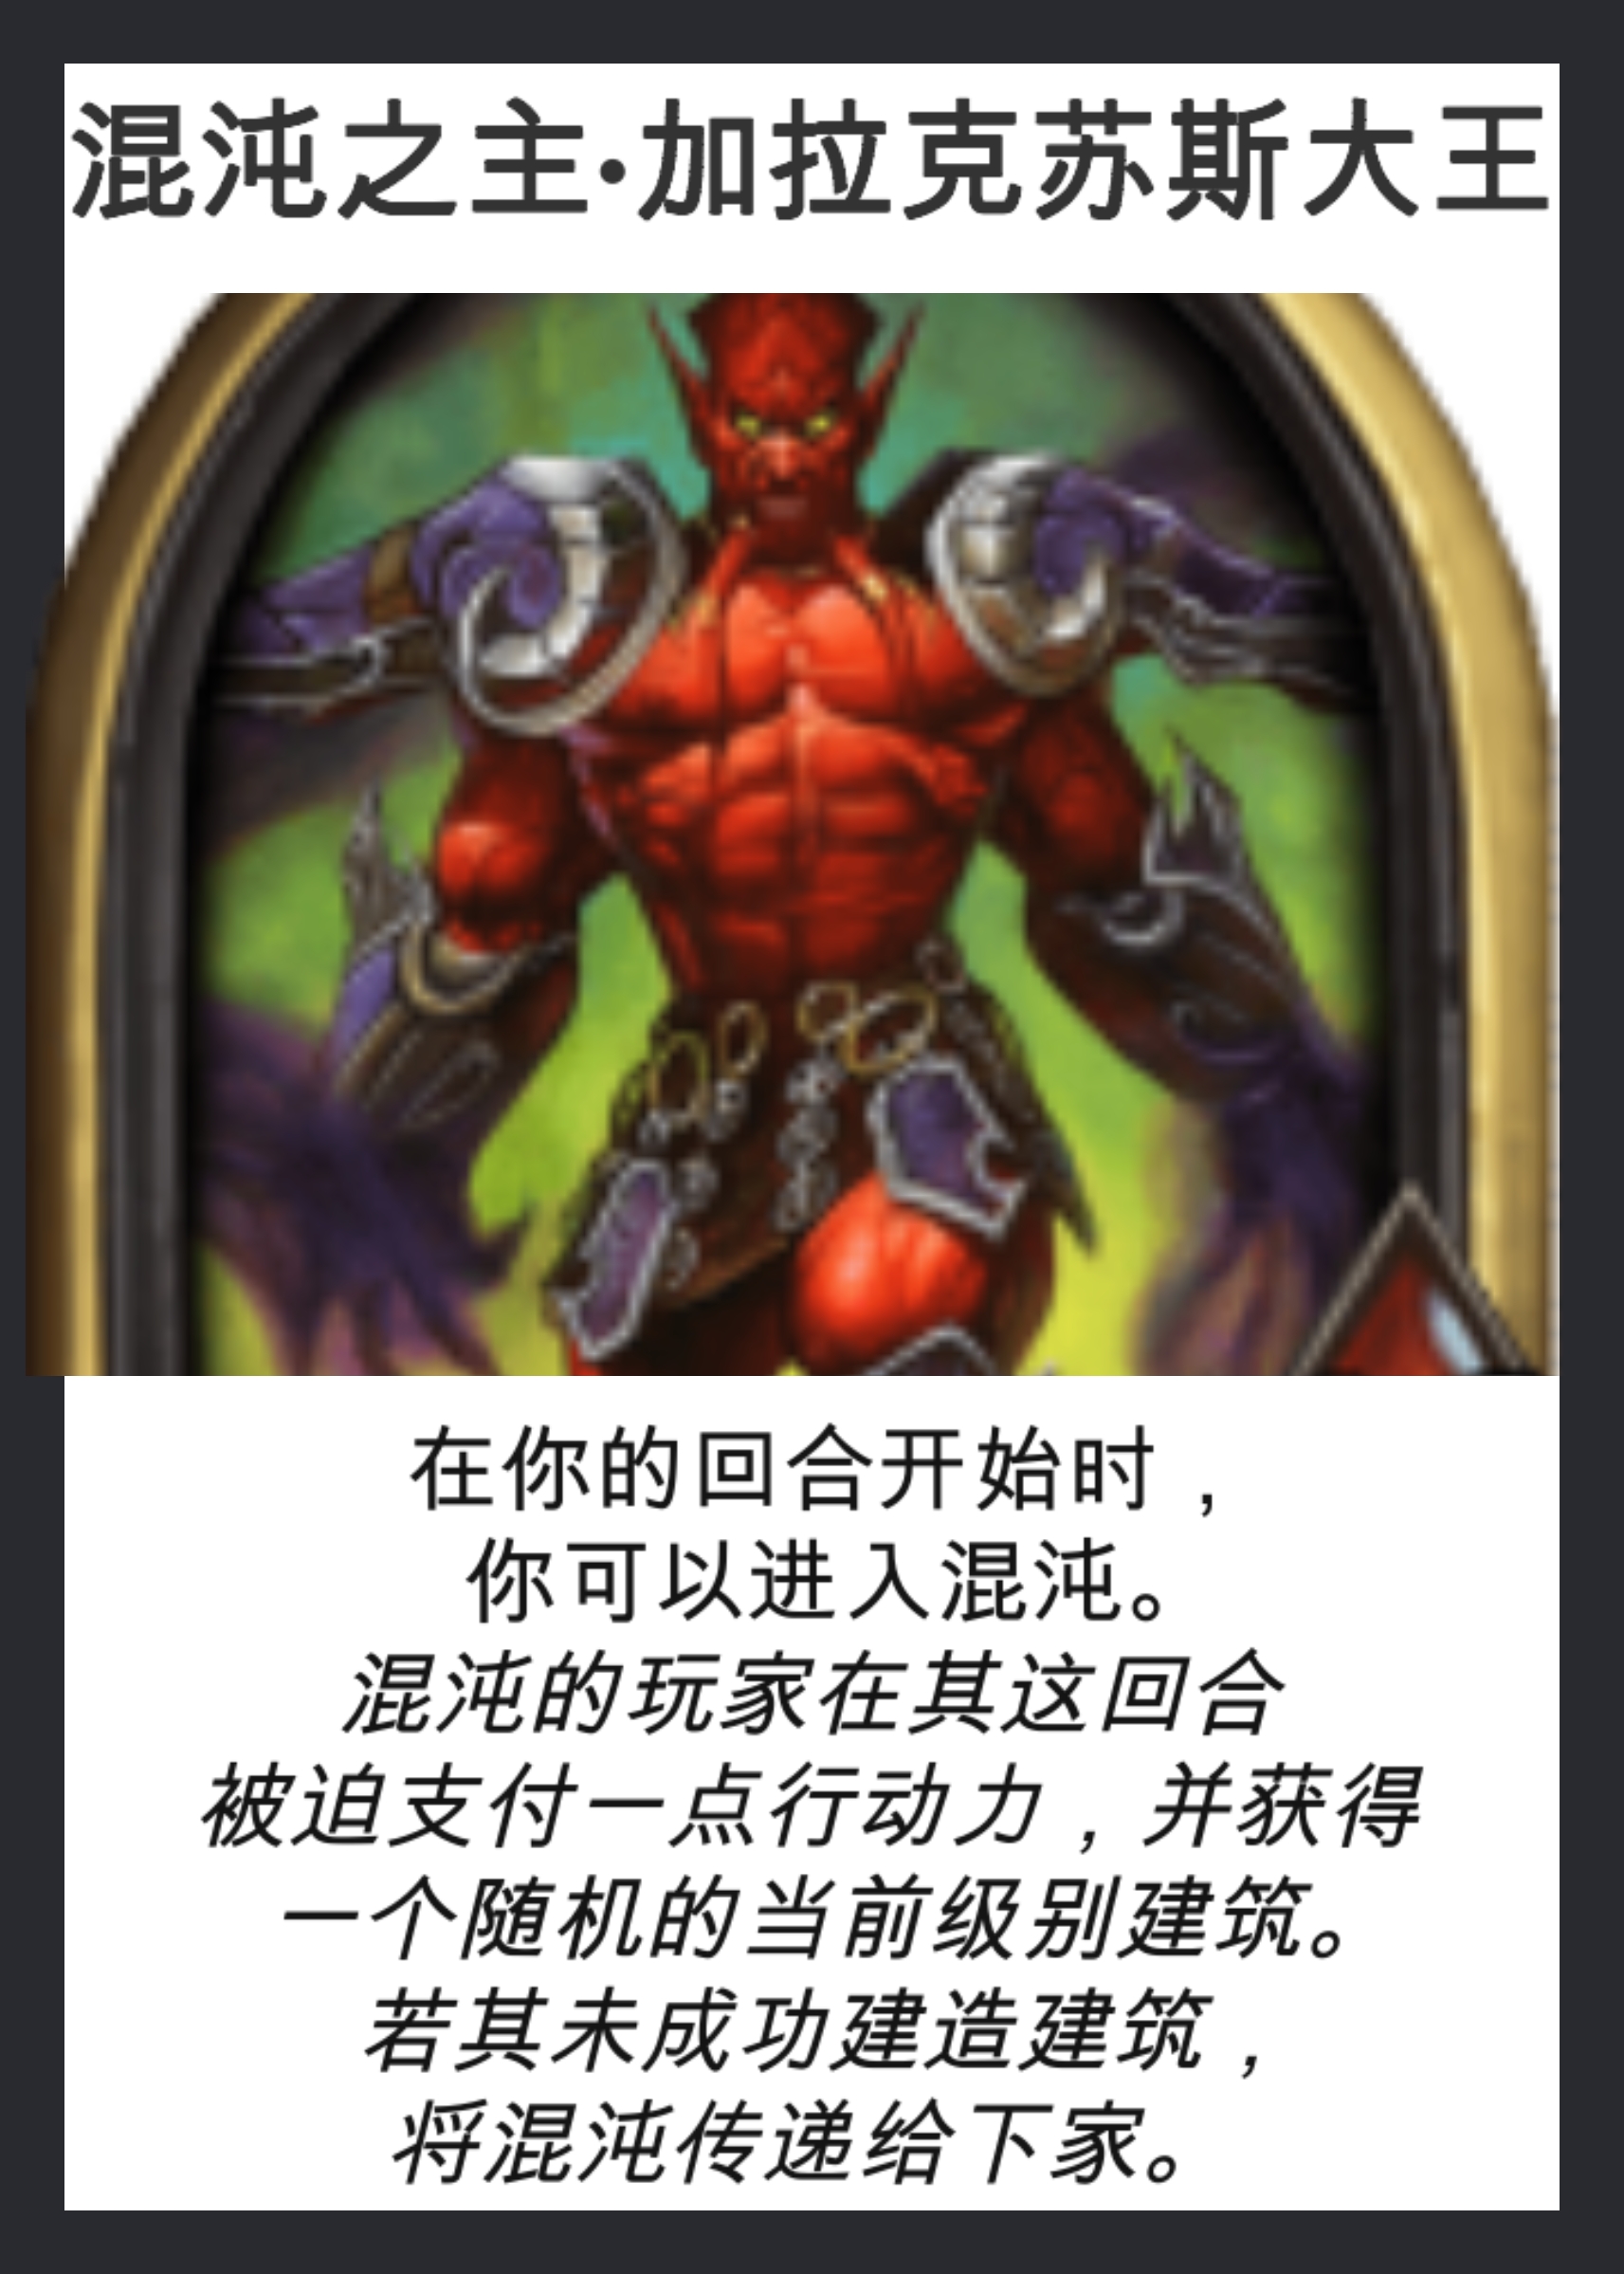 混沌之主·加拉克苏斯大王
在你的回合开始时，
你可以进入混沌。
混沌的玩家在其这回合
被迫支付一点行动力，并获得
一个随机的当前级别建筑。
若其未成功建造建筑，
将混沌传递给下家。